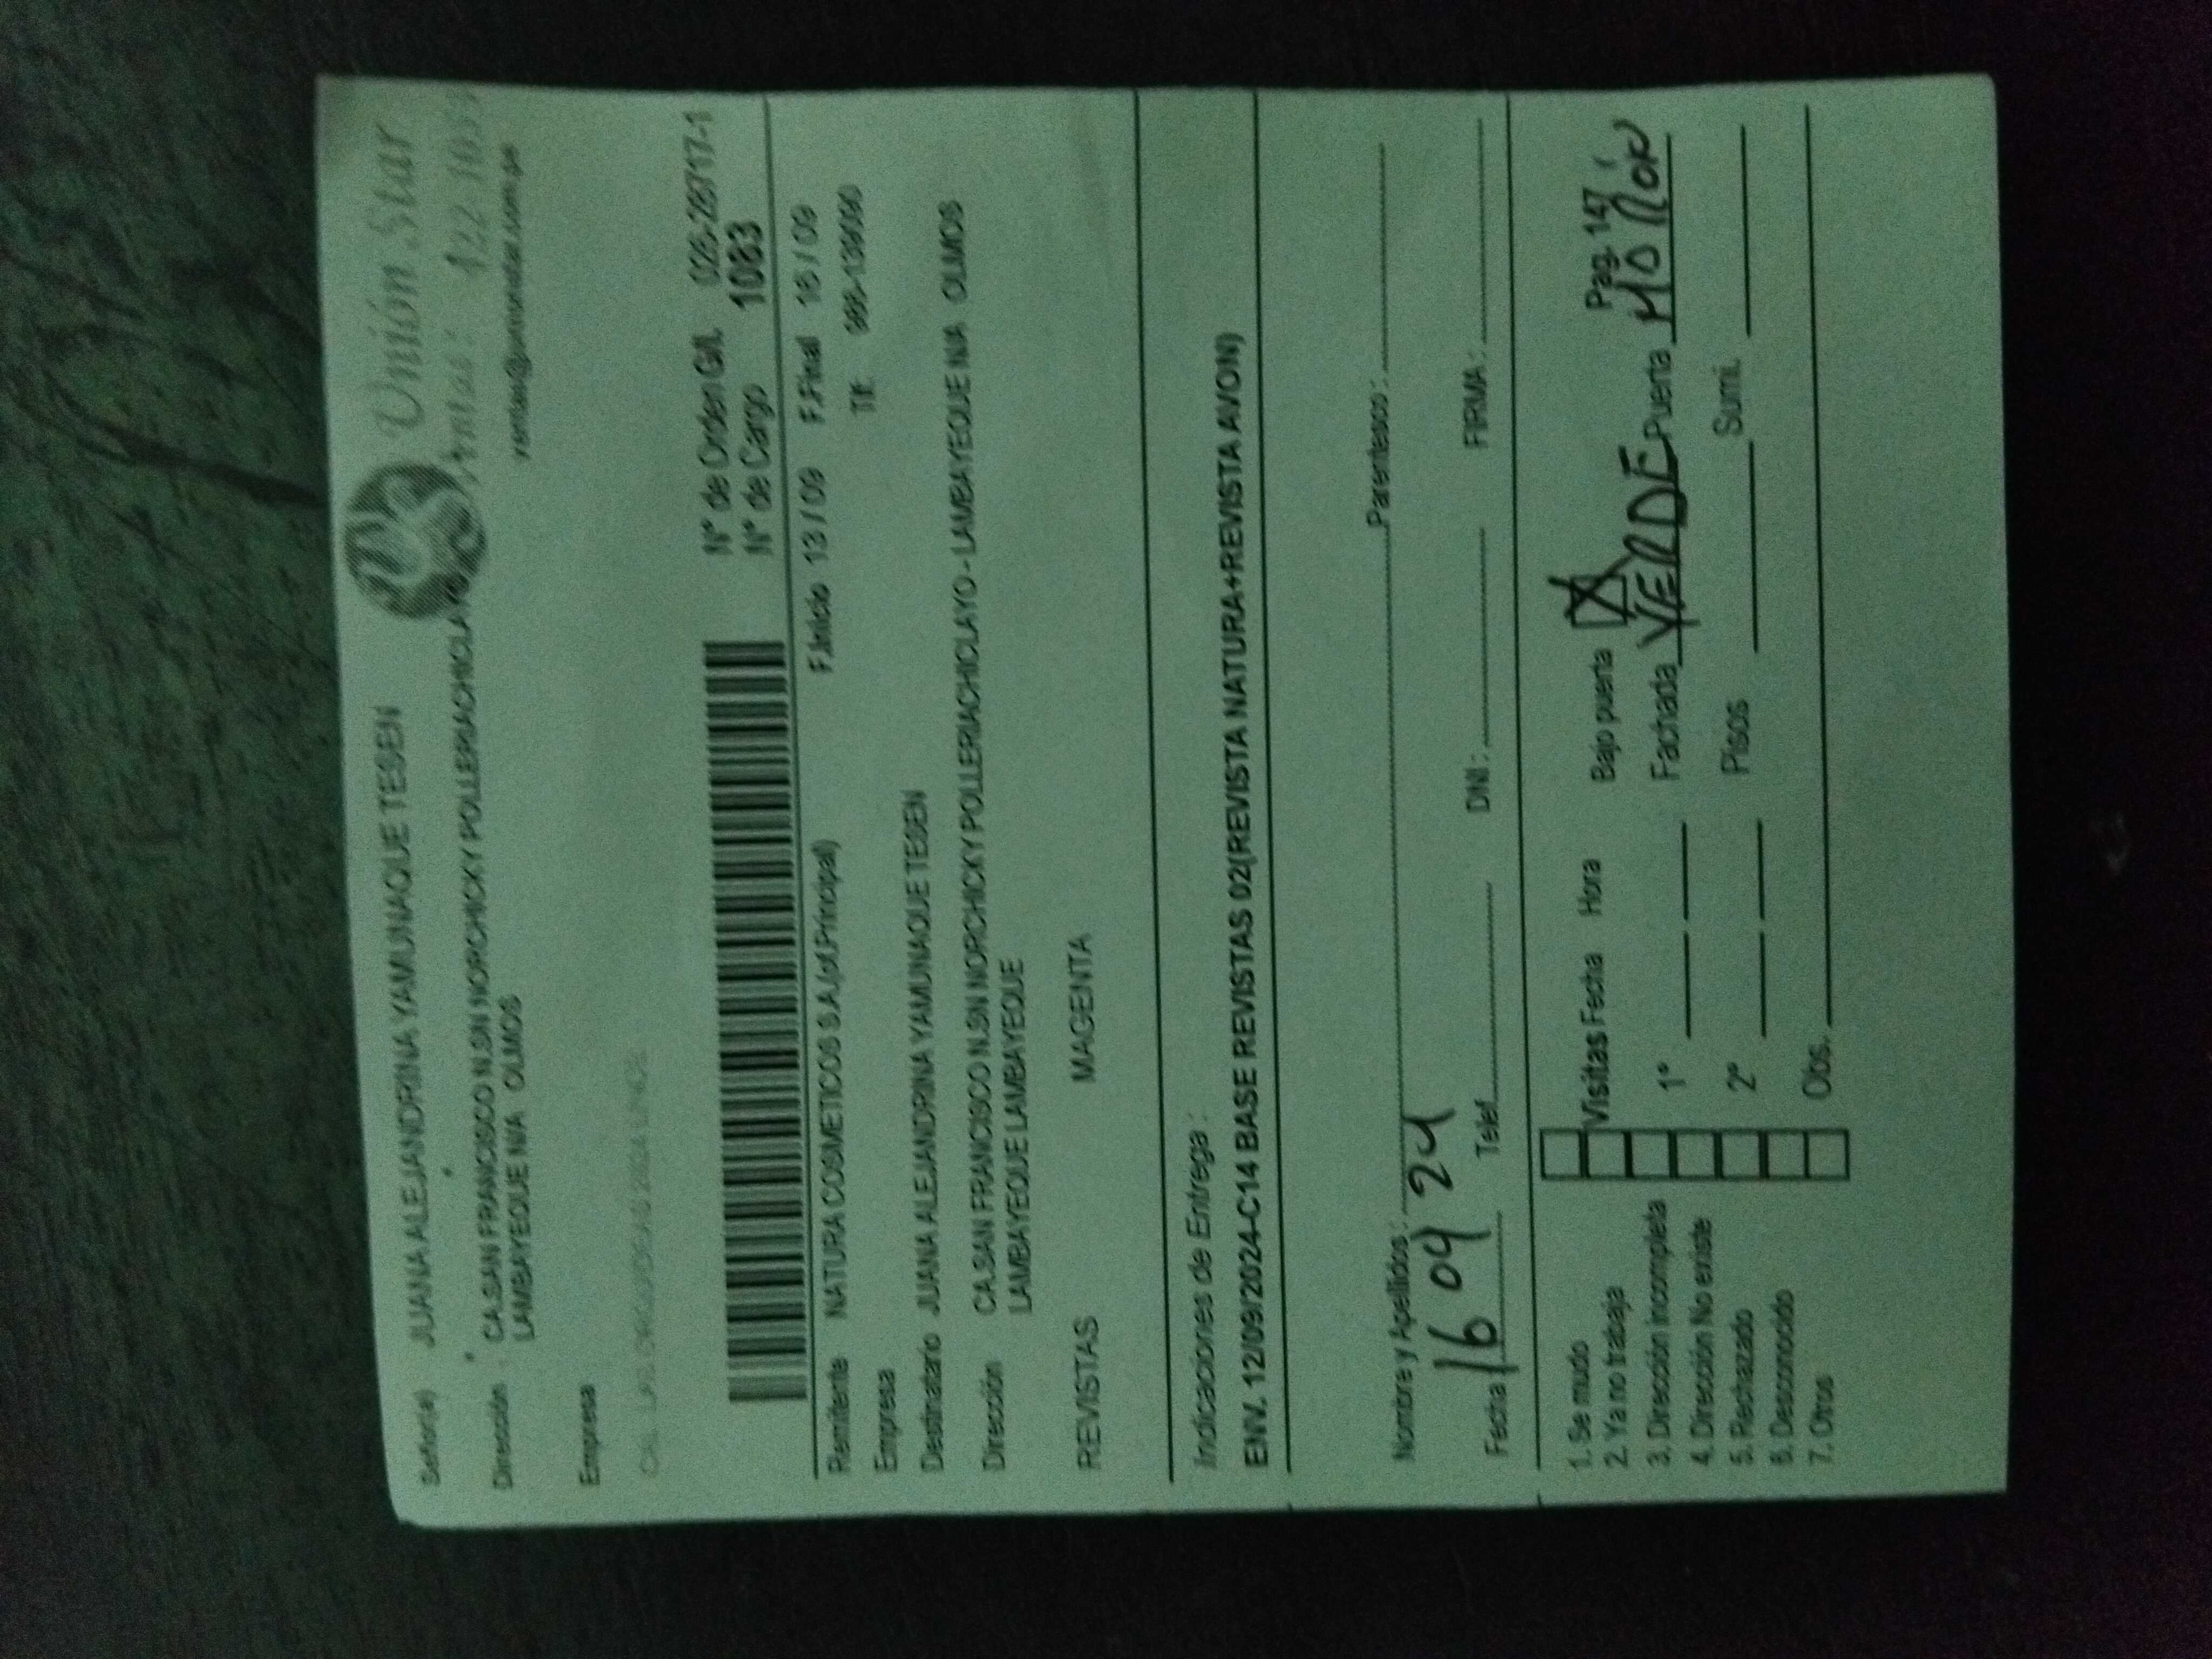 Señor(a) JUANA ALEJANDRINA YAMUNAQUE TESEN
Unión Star
Dirección : CA.SAN FRANCISCO N.SN NORCHICKY POLLERIACHICLAYO
LAMBAYEQUE N/A OLMOS
ventas@unionstar.com.pe
Empresa
N° de Orden G/L 026-28717-1
N° de Cargo 1083
F.Inicio 13 / 09 F.Final 16 / 09
Remitente NATURA COSMETICOS S.A.(of.Principal)
Tlf.
Empresa
Destinatario JUANA ALEJANDRINA YAMUNAQUE TESEN
Dirección CA.SAN FRANCISCO N.SN NORCHICKY POLLERIACHICLAYO - LAMBAYEQUE N/A OLMOS
LAMBAYEQUE LAMBAYEQUE
REVISTAS MAGENTA
Indicaciones de Entrega :
ENV. 12/09/2024-C14 BASE REVISTAS 02(REVISTA NATURA+REVISTA AVON)
Nombre y Apellidos : Parentesco :
Fecha 16 09 24 Telef. DNI : FIRMA :
1. Se mudo Visitas Fecha Hora Bajo puerta X Pag. 147
2. Ya no trabaja
3. Dirección incompleta 1° Fachada VERDE Puerta MARRÓN
4. Dirección No existe
5. Rechazado 2° Pisos Sumi.
6. Desconocido
7. Otros Obs.